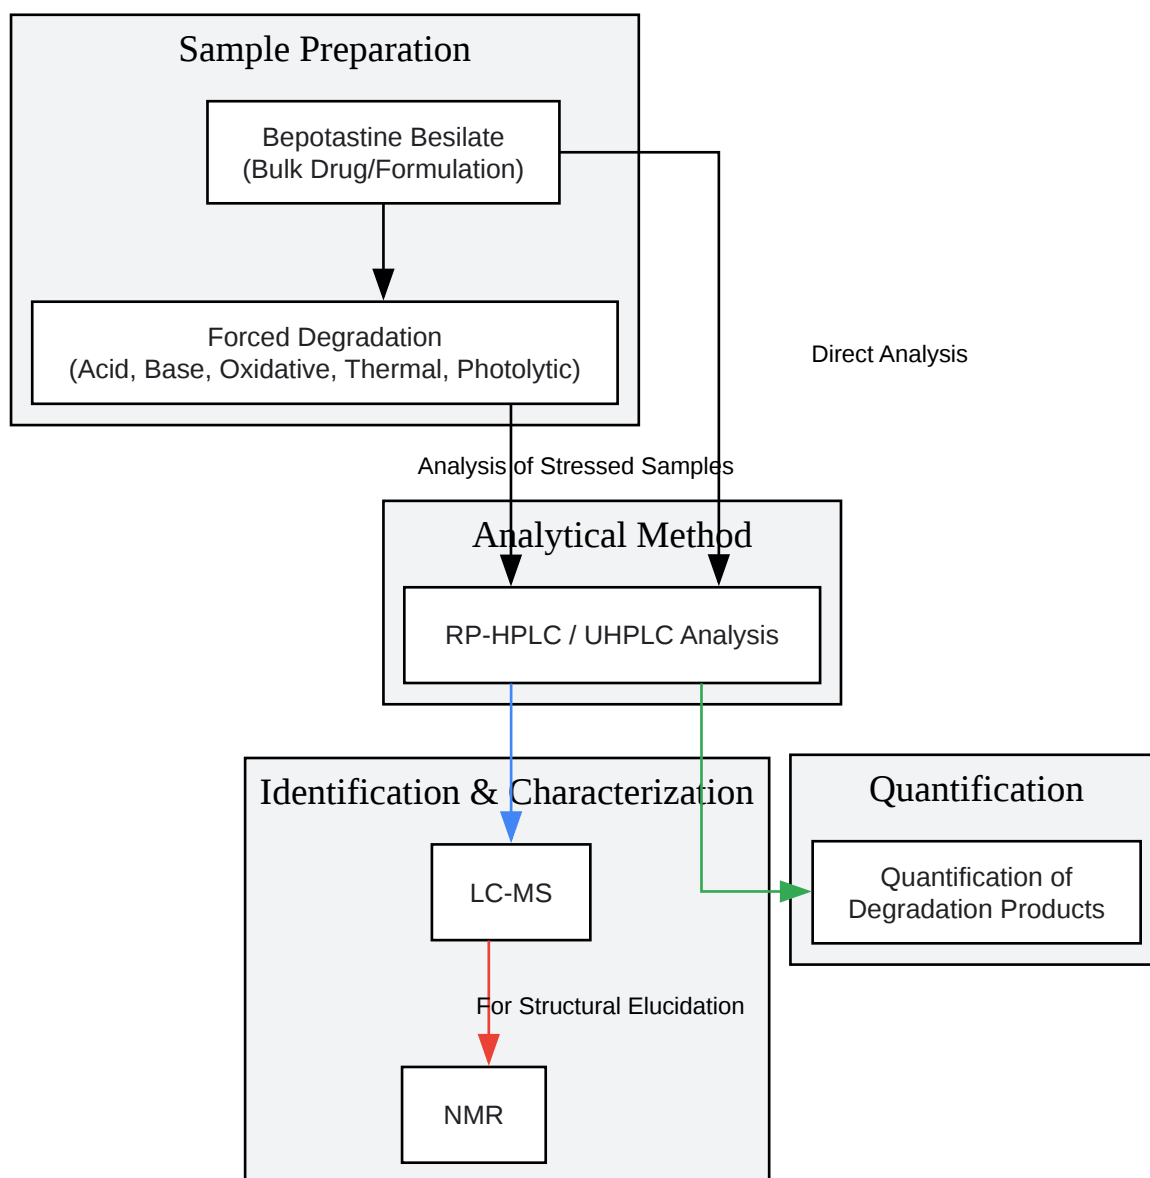 Sample Preparation
Bepotastine Besilate
(Bulk Drug/Formulation)
Forced Degradation
(Acid, Base, Oxidative, Thermal, Photolytic)
Direct Analysis
Analysis of Stressed Samples
Analytical Method
RP-HPLC / UHPLC Analysis
Identification & Characterization
Quantification
LC-MS
Quantification of
Degradation Products
For Structural Elucidation
NMR